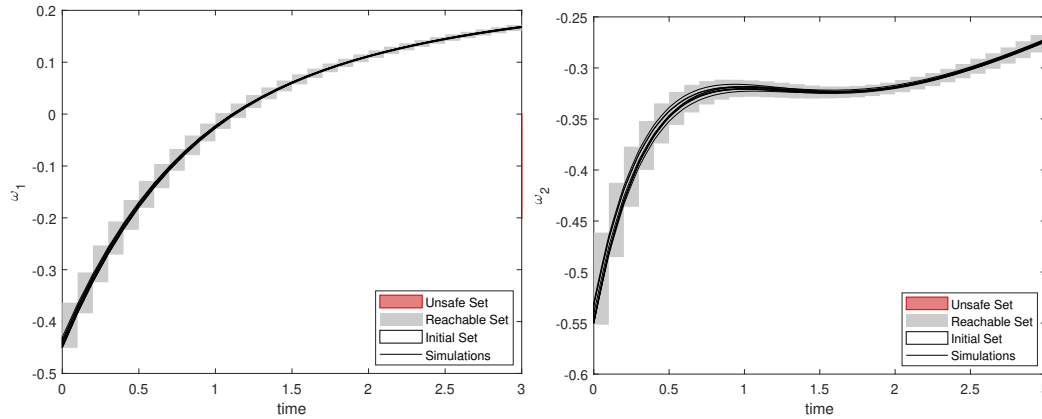 0.2
0.1
0
-0.1
-0.2
-0.3
-0.4
-0.5
ω1
0 0.5 1 1.5 2 2.5 3
time
Unsafe Set
Reachable Set
Initial Set
Simulations
-0.25
-0.3
-0.35
-0.4
-0.45
-0.5
-0.55
-0.6
ω2
0 0.5 1 1.5 2 2.5 3
time
Unsafe Set
Reachable Set
Initial Set
Simulations